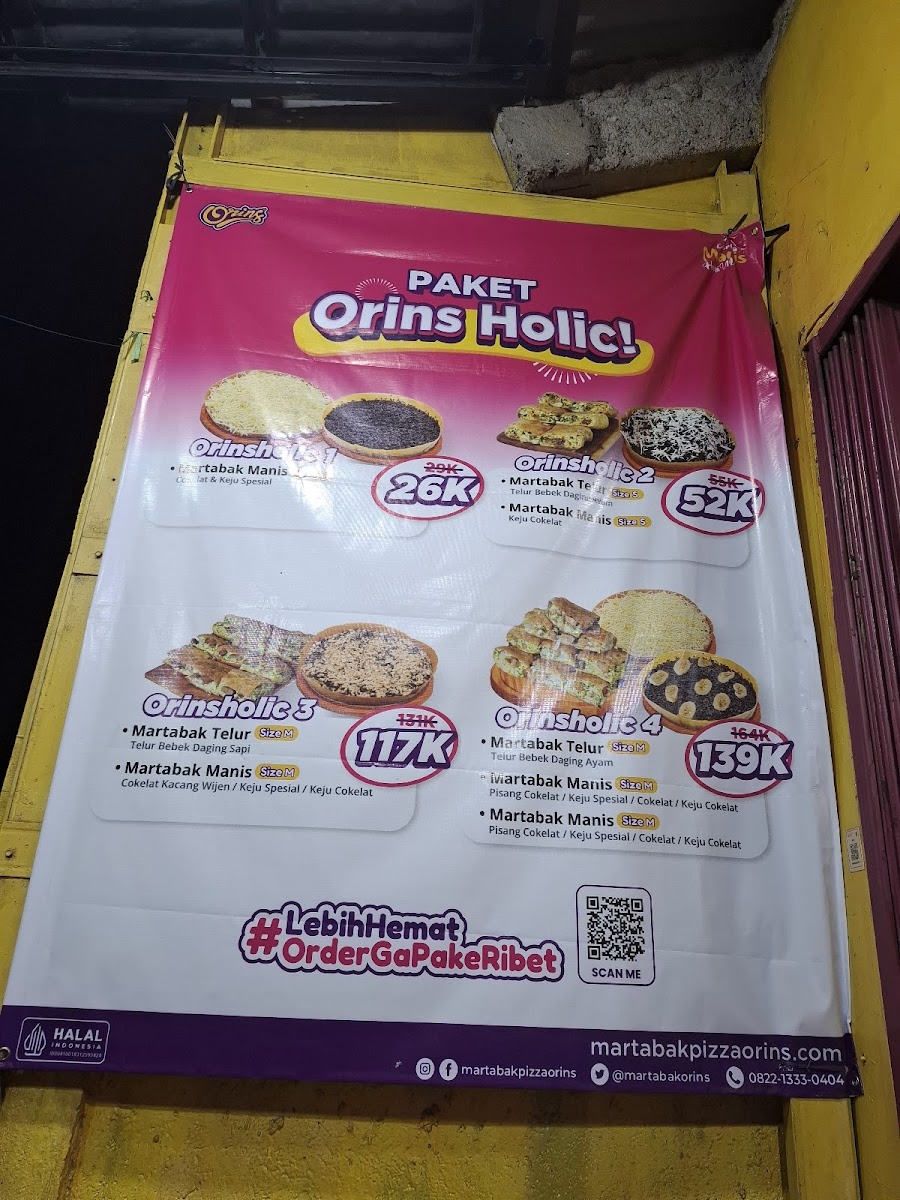 Orins
PAKET
Orins Holic!
Orinsholic 1
• Martabak Manis
Cokelat & Keju Spesial
29K
26K
Orinsholic 2
• Martabak Telur Size S
Telur Bebek Daging Ayam
• Martabak Manis Size S
Keju Cokelat
55K
52K
Orinsholic 3
• Martabak Telur Size M
Telur Bebek Daging Sapi
• Martabak Manis Size M
Cokelat Kacang Wijen / Keju Spesial / Keju Cokelat
131K
117K
Orinsholic 4
• Martabak Telur Size M
Telur Bebek Daging Ayam
• Martabak Manis Size M
Pisang Cokelat / Keju Spesial / Cokelat / Keju Cokelat
• Martabak Manis Size M
Pisang Cokelat / Keju Spesial / Cokelat / Keju Cokelat
164K
139K
#LebihHemat
OrderGaPakeRibet
SCAN ME
HALAL
INDONESIA
martabakpizzaorins.com
martabakpizzaorins @martabakorins 0822-1333-0404